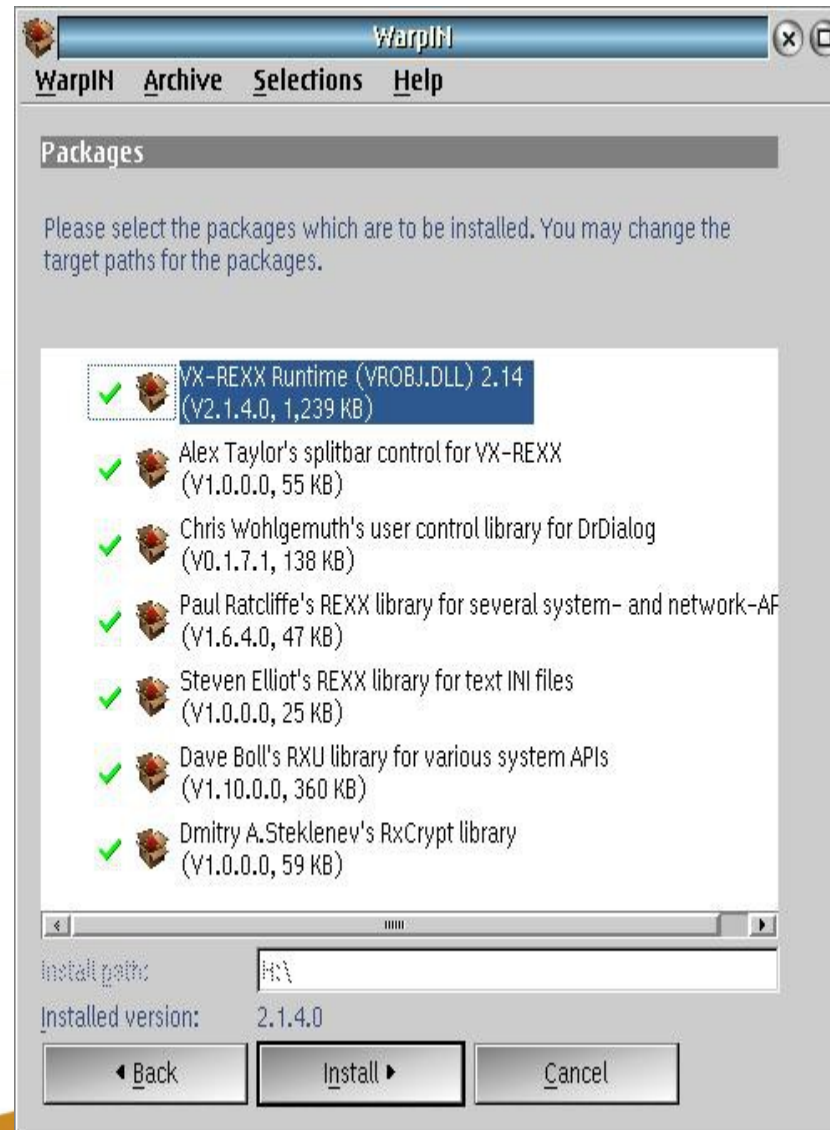 WarpIN
WarpIN Archive Selections Help
Packages
Please select the packages which are to be installed. You may change the
target paths for the packages.
VX-REXX Runtime (VROBJ.DLL) 2.14
(V2.1.4.0, 1,239 KB)
Alex Taylor's splitbar control for VX-REXX
(V1.0.0.0, 55 KB)
Chris Wohlgemuth's user control library for DrDialog
(V0.1.7.1, 138 KB)
Paul Ratcliffe's REXX library for several system- and network-AP
(V1.6.4.0, 47 KB)
Steven Elliot's REXX library for text INI files
(V1.0.0.0, 25 KB)
Dave Boll's RXU library for various system APIs
(V1.10.0.0, 360 KB)
Dmitry A.Steklenev's RxCrypt library
(V1.0.0.0, 59 KB)
Install path: H:\
Installed version: 2.1.4.0
Back Install Cancel